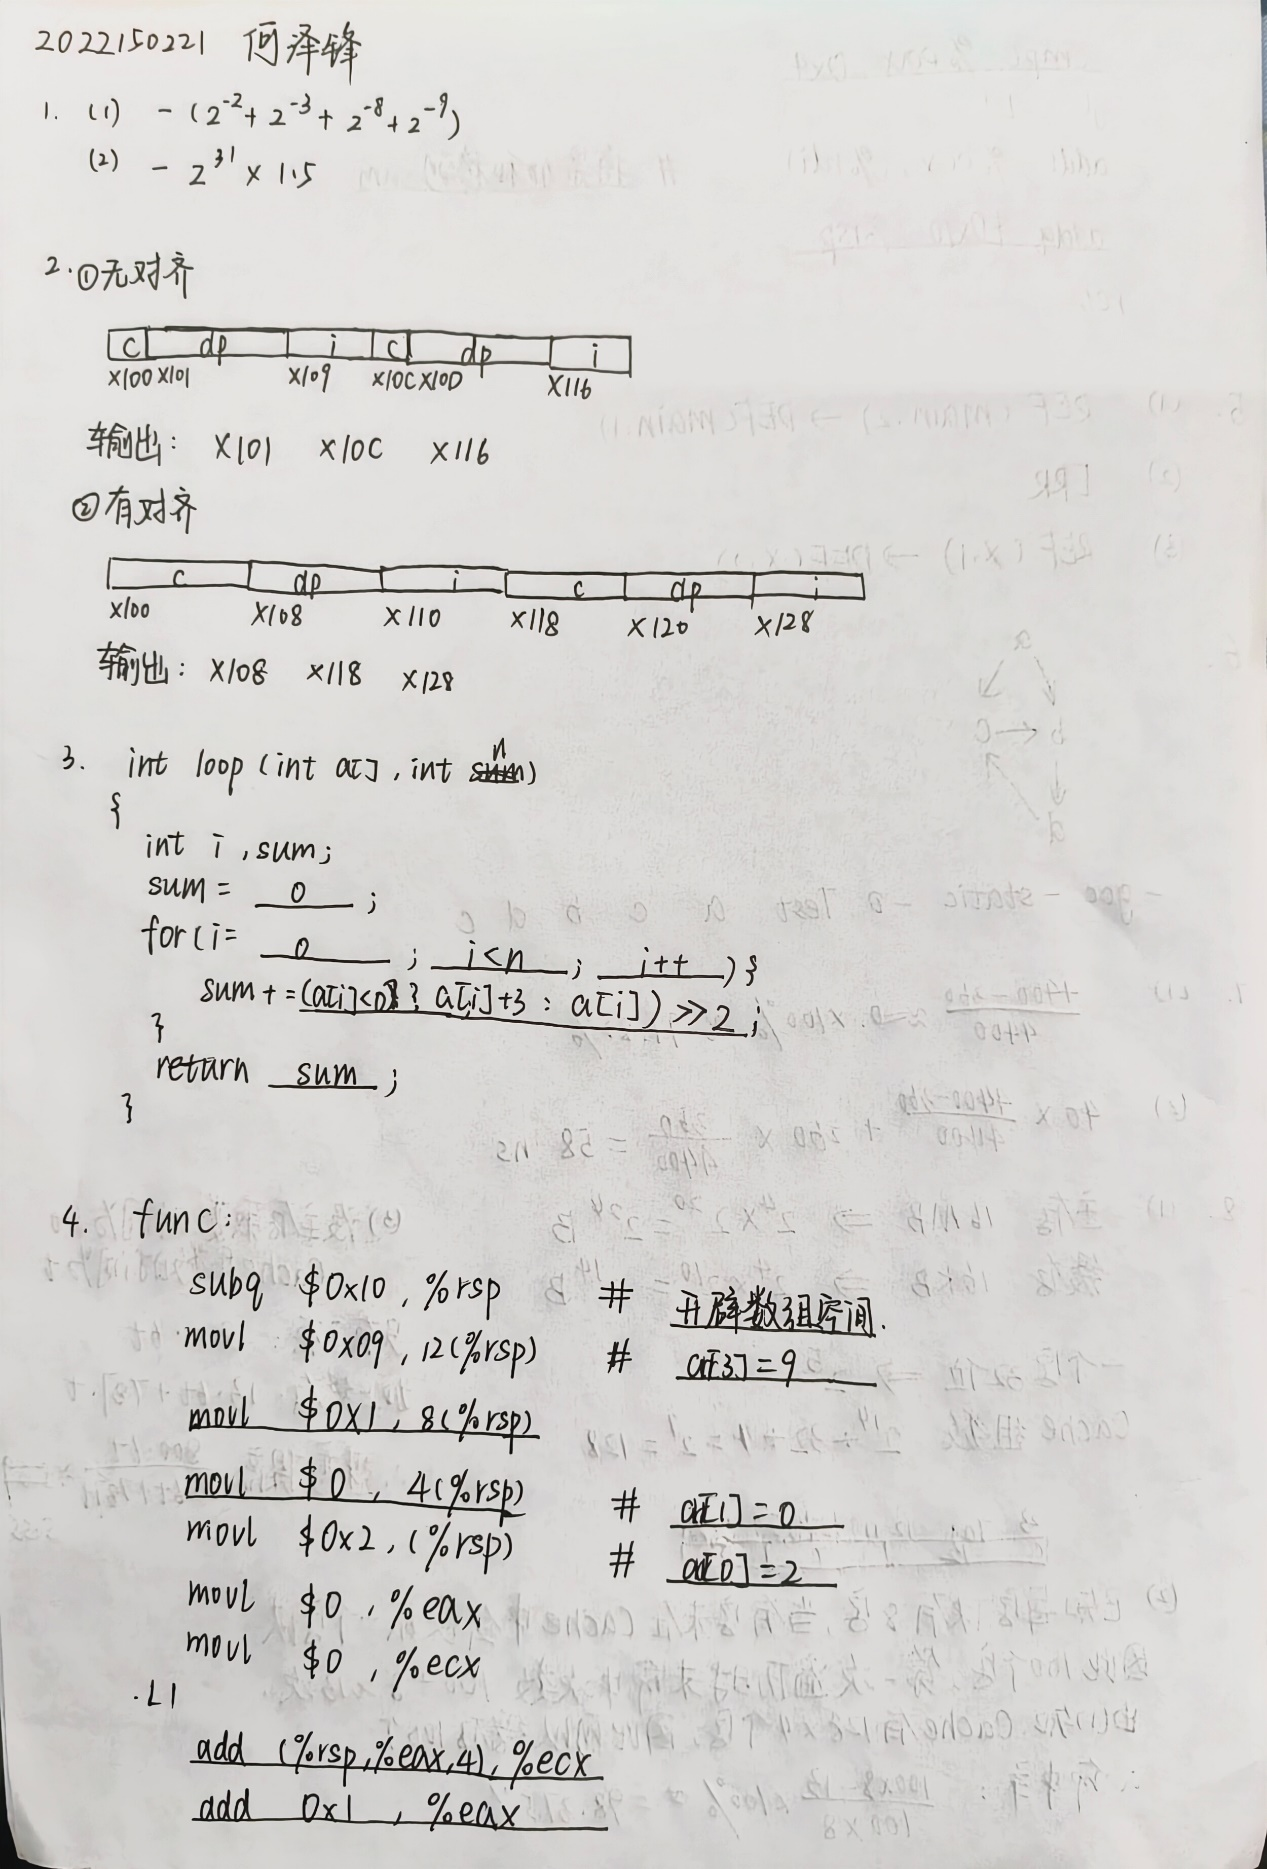 2022150221 何泽锋
1. (1) -(2^-2 + 2^-3 + 2^-8 + 2^-9)
(2) -2^31 × 1.5
2. ①无对齐
c dp i c dp i
X100 X101 X109 X10C X10D X116
输出: X101 X10C X116
②有对齐
c dp i c dp i
X100 X108 X110 X118 X120 X128
输出: X108 X118 X128
3. int loop (int a[], int n)
{
int i, sum;
sum = 0 ;
for(i= 0 ; i<n ; i++ ) {
sum += (a[i]<0 ? a[i]+3 : a[i]) >> 2 ;
}
return sum ;
}
4. func:
subq $0x10, %rsp # 开辟数组空间.
movl $0x09, 12(%rsp) # a[3]=9
movl $0x1, 8(%rsp)
movl $0, 4(%rsp) # a[1]=0
movl $0x2, (%rsp) # a[0]=2
movl $0, %eax
movl $0, %ecx
.L1
add (%rsp,%eax,4), %ecx
add 0x1, %eax